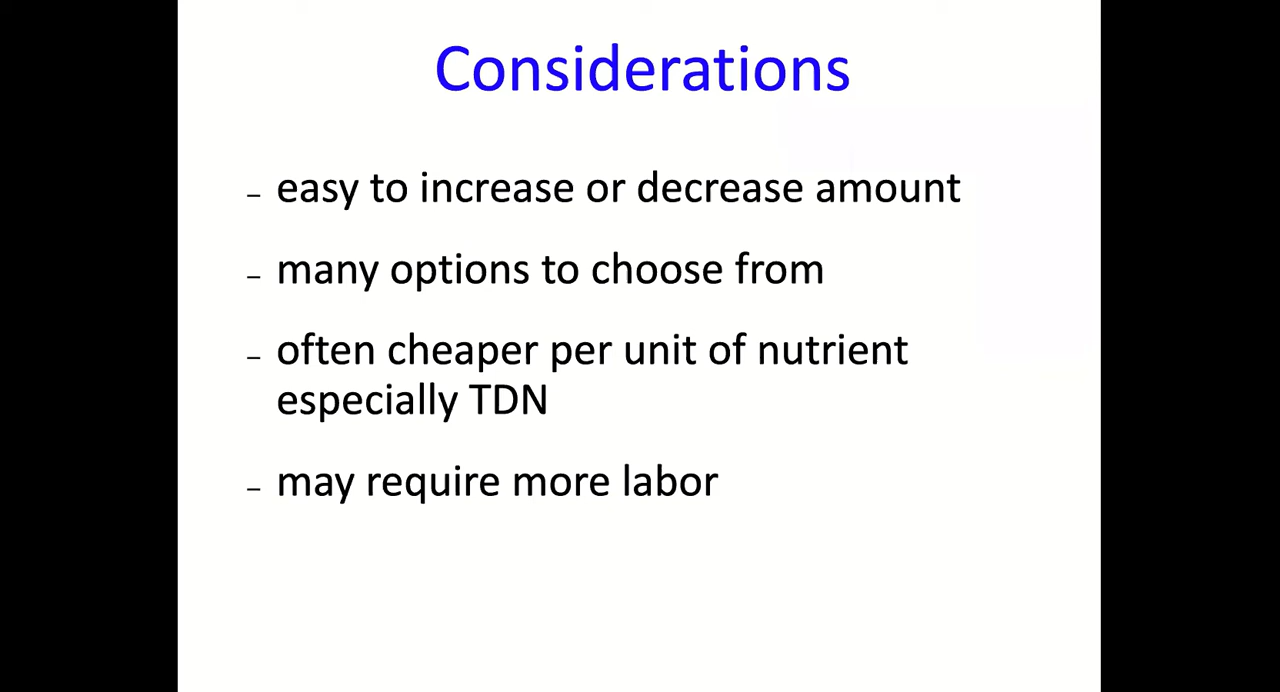 Considerations
– easy to increase or decrease amount
– many options to choose from
– often cheaper per unit of nutrient
especially TDN
– may require more labor